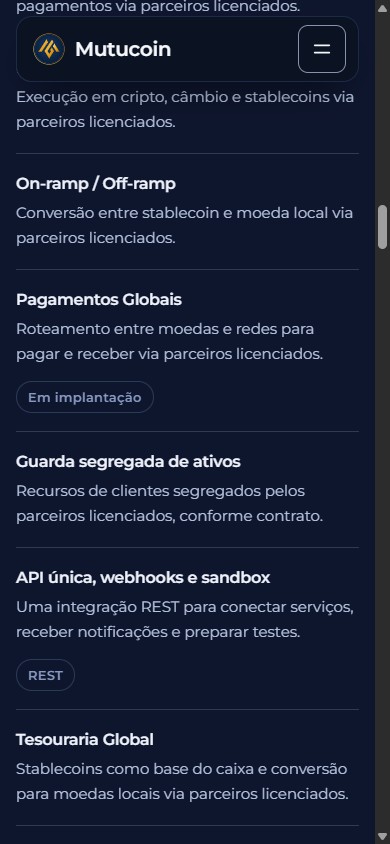 pagamentos via parceiros licenciados.
Mutucoin
Execução em cripto, câmbio e stablecoins via
parceiros licenciados.
On-ramp / Off-ramp
Conversão entre stablecoin e moeda local via
parceiros licenciados.
Pagamentos Globais
Roteamento entre moedas e redes para
pagar e receber via parceiros licenciados.
Em implantação
Guarda segregada de ativos
Recursos de clientes segregados pelos
parceiros licenciados, conforme contrato.
API única, webhooks e sandbox
Uma integração REST para conectar serviços,
receber notificações e preparar testes.
REST
Tesouraria Global
Stablecoins como base do caixa e conversão
para moedas locais via parceiros licenciados.